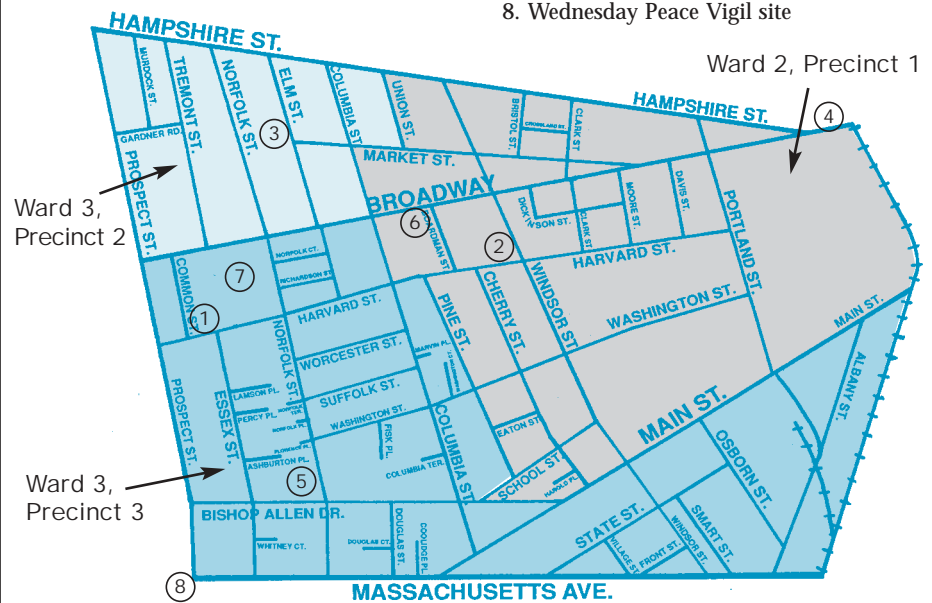 8. Wednesday Peace Vigil site
HAMPSHIRE ST.
Ward 2, Precinct 1
MURDOCK ST.
TREMONT ST.
NORFOLK ST.
ELM ST.
COLUMBIA ST.
UNION ST.
BRISTOL ST.
CLARK ST
HAMPSHIRE ST.
4
3
GARDNER RD.
PROSPECT ST.
MARKET ST.
BROADWAY
Ward 3,
Precinct 2
6
BOARDMAN ST.
2
CLARK ST.
MOORE ST.
DAVIS ST.
PORTLAND ST.
HARVARD ST.
7
NORFOLK CT.
RICHARDSON ST.
COMMON ST.
1
HARVARD ST.
PINE ST.
CHERRY ST.
WINDSOR ST.
WASHINGTON ST.
MAIN ST.
ALBANY ST.
NORFOLK ST.
WORCESTER ST.
MARVIN PL.
SUFFOLK ST.
PROSPECT ST.
ESSEX ST.
LAMSON PL.
PERCY PL.
NORFOLK PL.
WASHINGTON ST.
COLUMBIA ST.
EATON ST.
MAIN ST.
OSBORN ST.
FISK PL.
COLUMBIA TER.
ASHBURTON PL.
SCHOOL ST.
HAROLD PL.
5
Ward 3,
Precinct 3
BISHOP ALLEN DR.
WHITNEY CT.
DOUGLAS CT.
DOUGLAS ST.
COOLIDGE PL.
STATE ST.
VILLAGE ST.
FRONT ST.
WINDSOR ST.
SMART ST.
8
MASSACHUSETTS AVE.